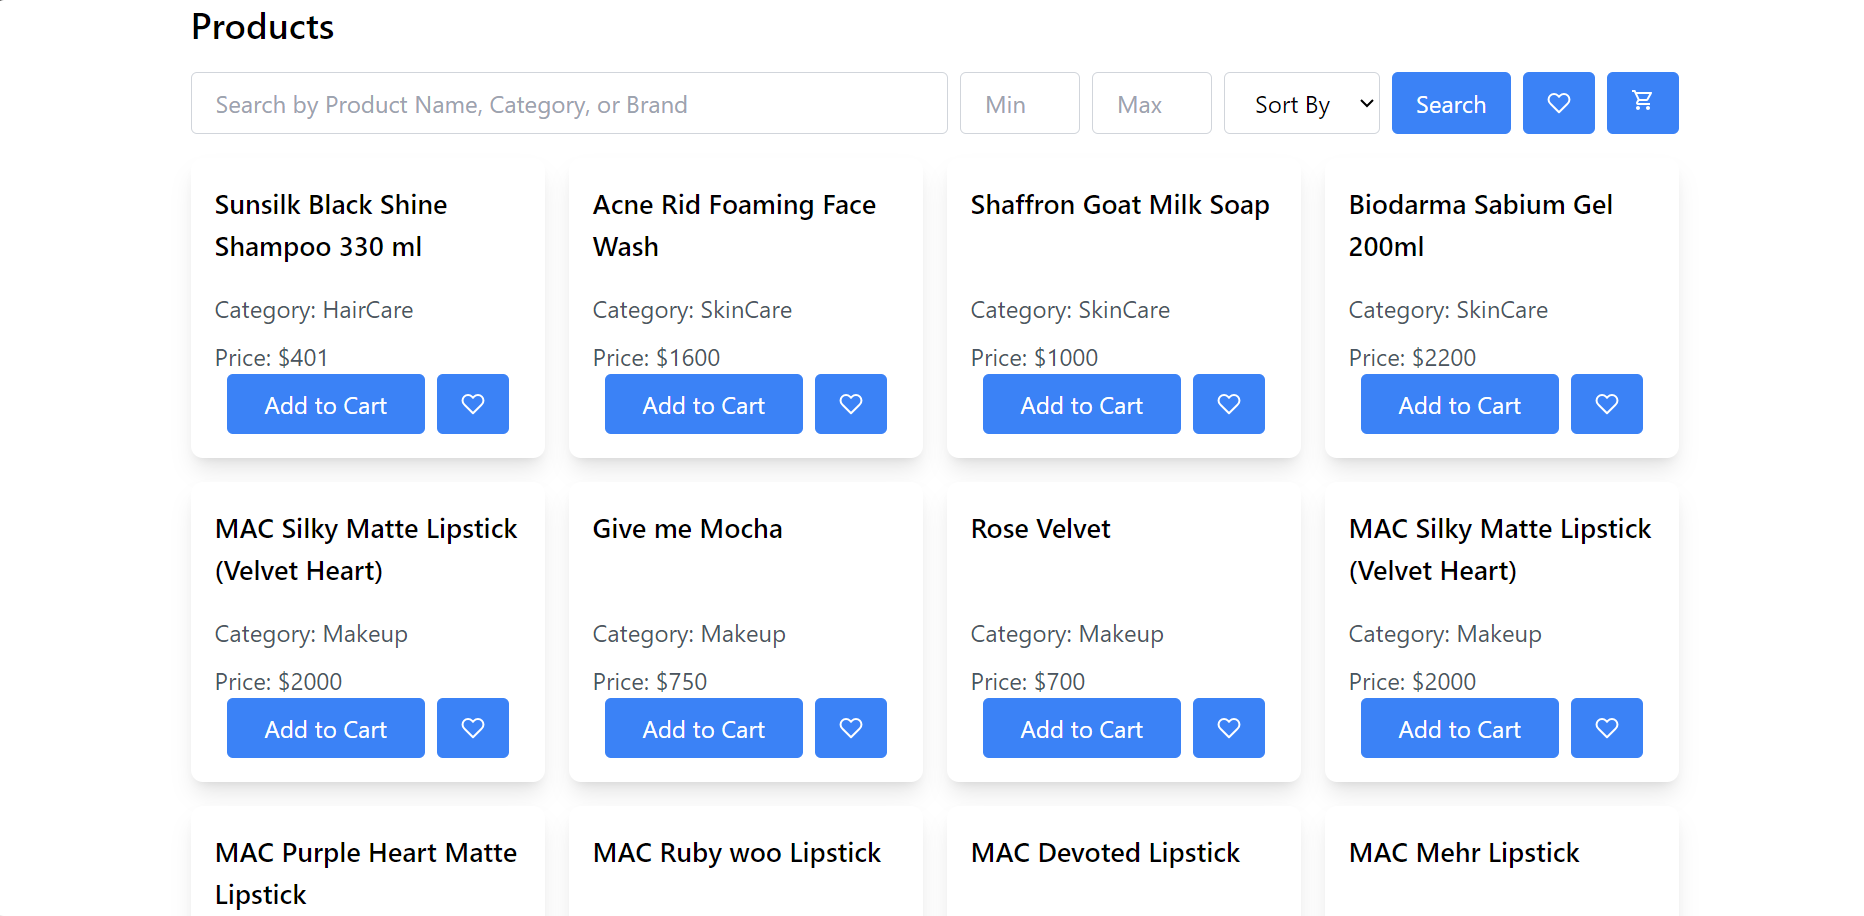 Products
Search by Product Name, Category, or Brand
Min
Max
Sort By
Search
Sunsilk Black Shine
Shampoo 330 ml
Category: HairCare
Price: $401
Add to Cart
Acne Rid Foaming Face
Wash
Category: SkinCare
Price: $1600
Add to Cart
Shaffron Goat Milk Soap
Category: SkinCare
Price: $1000
Add to Cart
Biodarma Sabium Gel
200ml
Category: SkinCare
Price: $2200
Add to Cart
MAC Silky Matte Lipstick
(Velvet Heart)
Category: Makeup
Price: $2000
Add to Cart
Give me Mocha
Category: Makeup
Price: $750
Add to Cart
Rose Velvet
Category: Makeup
Price: $700
Add to Cart
MAC Silky Matte Lipstick
(Velvet Heart)
Category: Makeup
Price: $2000
Add to Cart
MAC Purple Heart Matte
Lipstick
MAC Ruby woo Lipstick
MAC Devoted Lipstick
MAC Mehr Lipstick